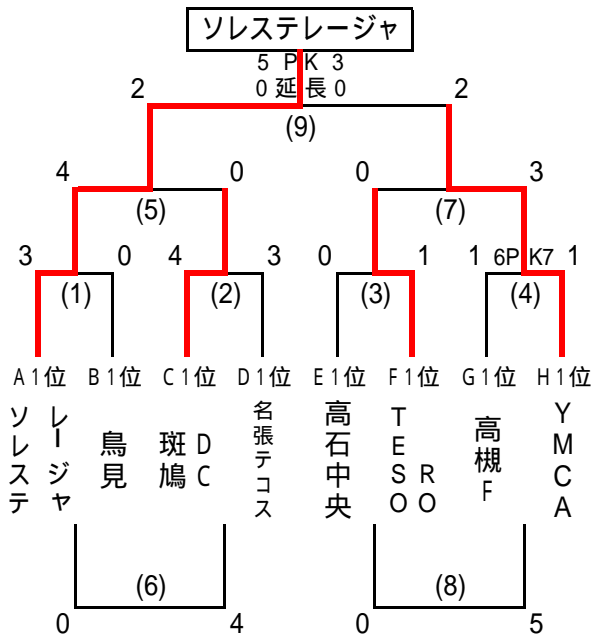 ソレステレージャ
5 PK 3
0 延長 0
2 2
(9)
4 0 0 3
(5) (7)
3 0 4 3 0 1 1 6PK7 1
(1) (2) (3) (4)
A1位 B1位 C1位 D1位 E1位 F1位 G1位 H1位
ソレステ
レージャ
鳥見
斑鳩
DC
名張テコス
高石中央
TESO
RO
高槻F
YMCA
(6) (8)
0 4 0 5